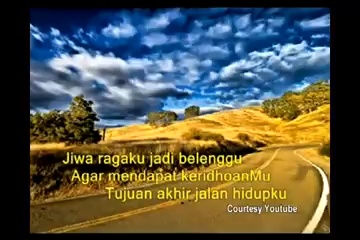 Jiwa ragaku jadi belenggu
Agar mendapat keridhoanMu
Tujuan akhir jalan hidupku
Courtesy Youtube